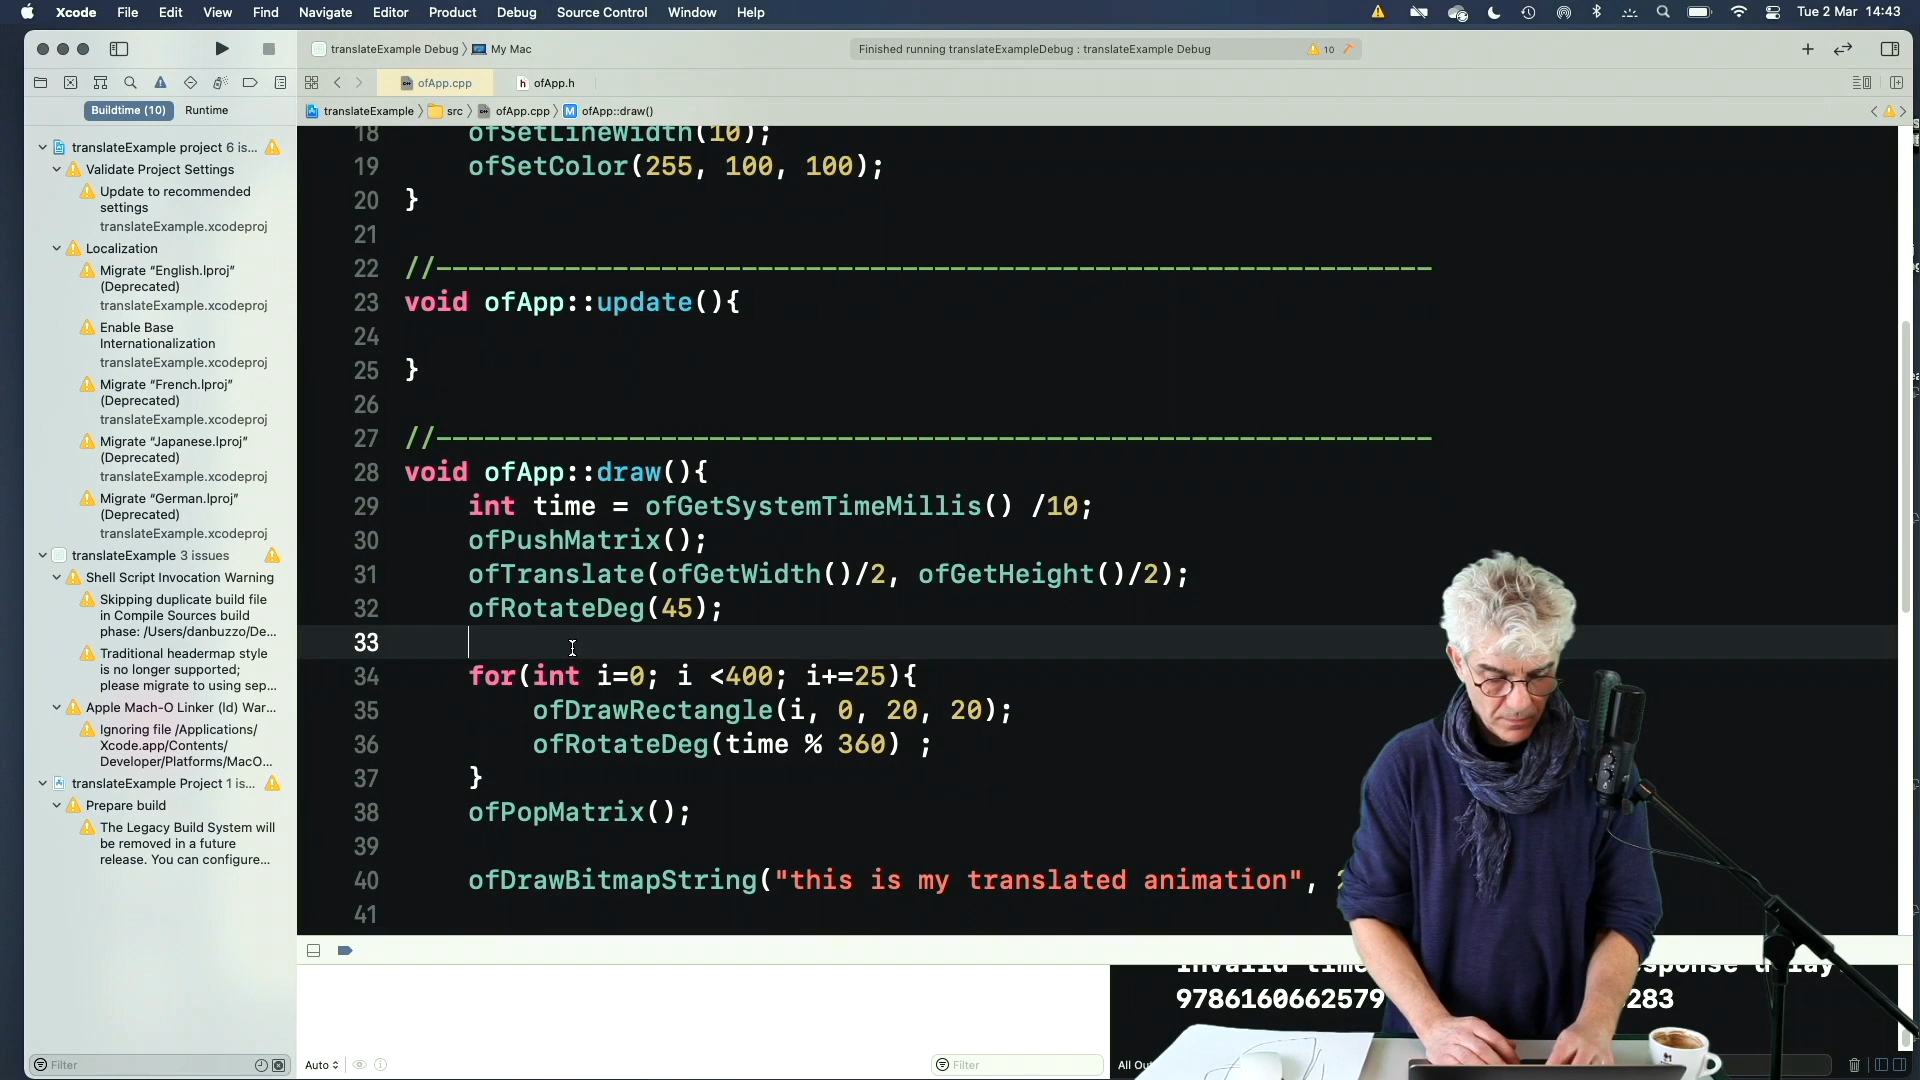 Xcode File Edit View Find Navigate Editor Product Debug Source Control Window Help Tue 2 Mar 14:43
translateExample Debug My Mac Finished running translateExampleDebug : translateExample Debug 10
ofApp.cpp h ofApp.h
Buildtime (10) Runtime translateExample src ofApp.cpp M ofApp::draw()
translateExample project 6 is...
Validate Project Settings
Update to recommended
settings
translateExample.xcodeproj
Localization
Migrate “English.lproj”
(Deprecated)
translateExample.xcodeproj
Enable Base
Internationalization
translateExample.xcodeproj
Migrate “French.lproj”
(Deprecated)
translateExample.xcodeproj
Migrate “Japanese.lproj”
(Deprecated)
translateExample.xcodeproj
Migrate “German.lproj”
(Deprecated)
translateExample.xcodeproj
translateExample 3 issues
Shell Script Invocation Warning
Skipping duplicate build file
in Compile Sources build
phase: /Users/danbuzzo/De...
Traditional headermap style
is no longer supported;
please migrate to using sep...
Apple Mach-O Linker (ld) War...
Ignoring file /Applications/
Xcode.app/Contents/
Developer/Platforms/MacO...
translateExample Project 1 is...
Prepare build
The Legacy Build System will
be removed in a future
release. You can configure...
Filter
18 ofSetLineWidth(10);
19 ofSetColor(255, 100, 100);
20 }
21
22 //--------------------------------------------------------------
23 void ofApp::update(){
24
25 }
26
27 //--------------------------------------------------------------
28 void ofApp::draw(){
29 int time = ofGetSystemTimeMillis() /10;
30 ofPushMatrix();
31 ofTranslate(ofGetWidth()/2, ofGetHeight()/2);
32 ofRotateDeg(45);
33
34 for(int i=0; i <400; i+=25){
35 ofDrawRectangle(i, 0, 20, 20);
36 ofRotateDeg(time % 360) ;
37 }
38 ofPopMatrix();
39
40 ofDrawBitmapString("this is my translated animation",
41
9786160662579 283
Auto Filter All